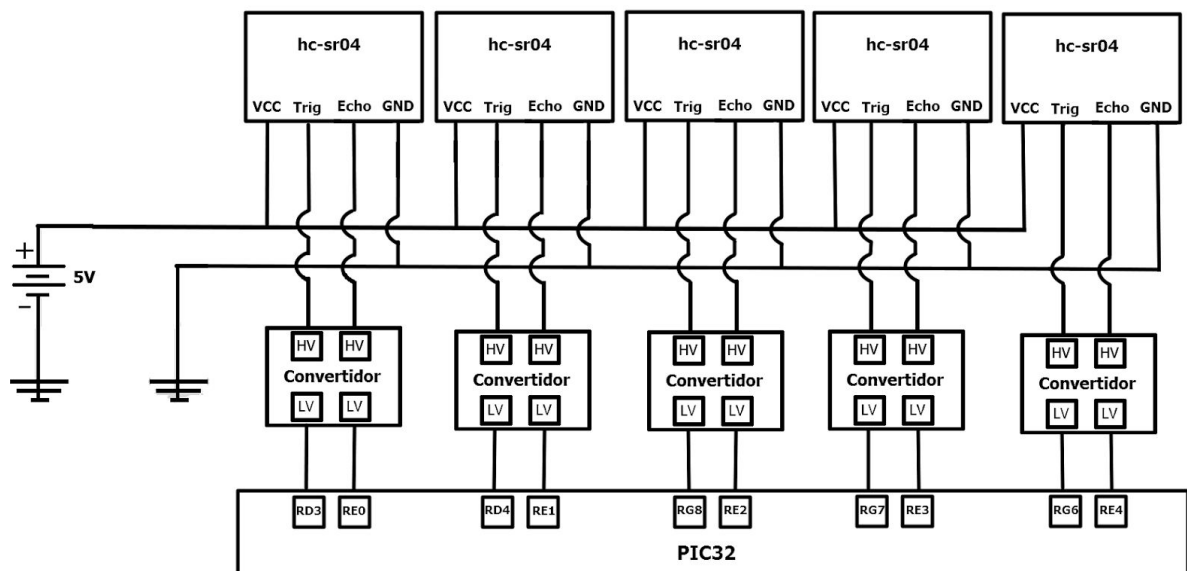 hc-sr04 hc-sr04 hc-sr04 hc-sr04 hc-sr04
VCC Trig Echo GND VCC Trig Echo GND VCC Trig Echo GND VCC Trig Echo GND VCC Trig Echo GND
+
5V
−
HV HV HV HV HV HV HV HV HV HV
Convertidor Convertidor Convertidor Convertidor Convertidor
LV LV LV LV LV LV LV LV LV LV
RD3 RE0 RD4 RE1 RG8 RE2 RG7 RE3 RG6 RE4
PIC32